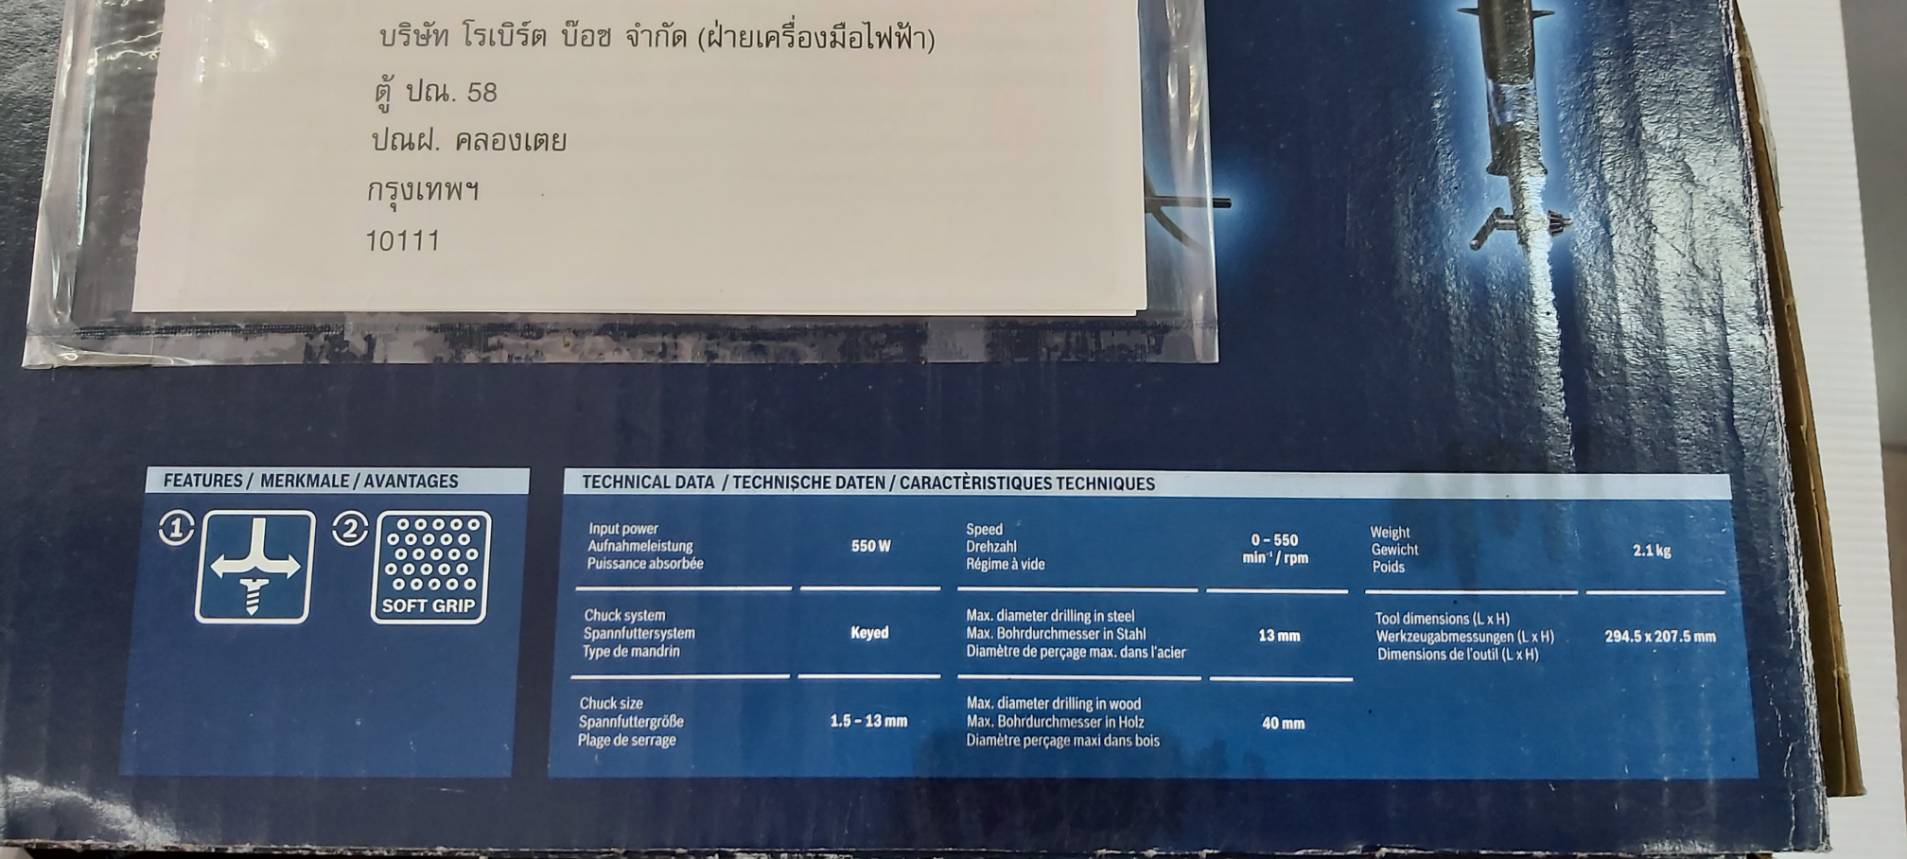 บริษัท โรเบิร์ต บ๊อช จำกัด (ฝ่ายเครื่องมือไฟฟ้า)
ตู้ ปณ. 58
ปณฝ. คลองเตย
กรุงเทพฯ
10111
FEATURES / MERKMALE / AVANTAGES
1
2
SOFT GRIP
TECHNICAL DATA / TECHNISCHE DATEN / CARACTÈRISTIQUES TECHNIQUES
Input power
Aufnahmeleistung
Puissance absorbée
550 W
Speed
Drehzahl
Régime à vide
0 – 550
min⁻¹ / rpm
Weight
Gewicht
Poids
2.1 kg
Chuck system
Spannfuttersystem
Type de mandrin
Keyed
Max. diameter drilling in steel
Max. Bohrdurchmesser in Stahl
Diamètre de perçage max. dans l'acier
13 mm
Tool dimensions (L x H)
Werkzeugabmessungen (L x H)
Dimensions de l'outil (L x H)
294.5 x 207.5 mm
Chuck size
Spannfuttergröße
Plage de serrage
1.5 – 13 mm
Max. diameter drilling in wood
Max. Bohrdurchmesser in Holz
Diamètre perçage maxi dans bois
40 mm